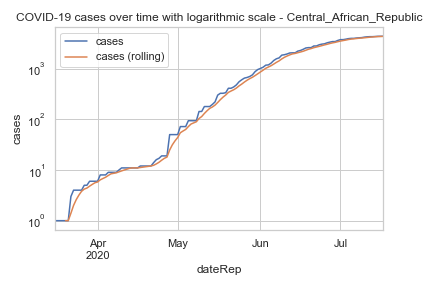 COVID-19 cases over time with logarithmic scale - Central_African_Republic
cases
cases (rolling)
10³
10²
10¹
10⁰
cases
Apr
2020
May
Jun
Jul
dateRep